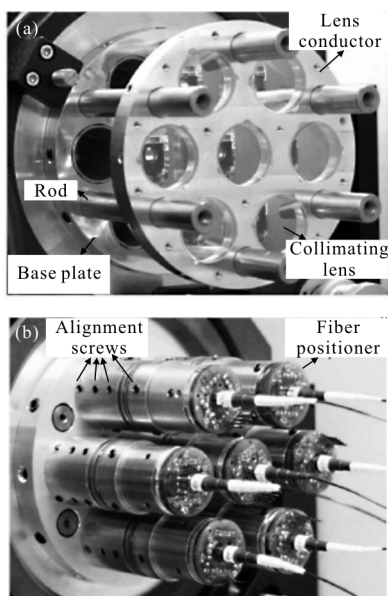 (a)
Lens
conductor
Rod
Base plate
Collimating
lens
(b)
Alignment
screws
Fiber
positioner